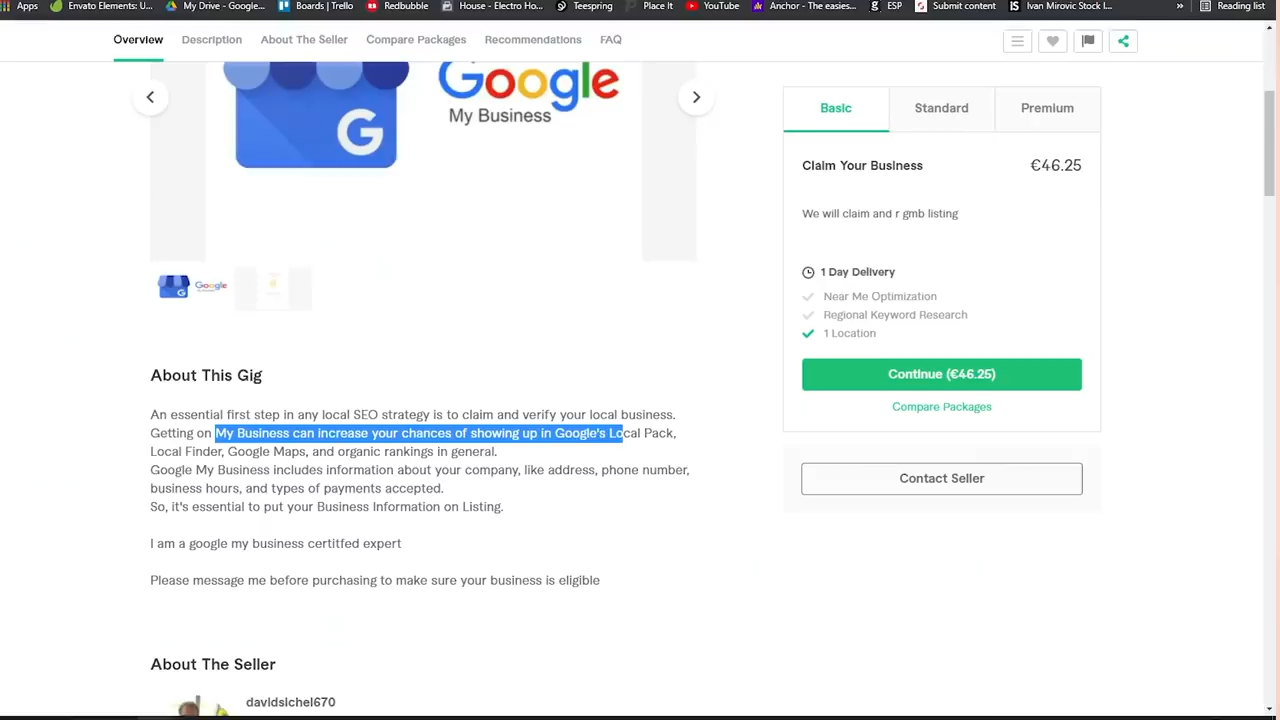 Apps
Envato Elements: U...
My Drive - Googl...
Boards | Trello
Redbubble
House - Electro Ho...
Teespring
Place It
YouTube
Anchor - The easies...
ESP
Submit content
Ivan Mirovic Stock I...
»
Reading list
Overview
Description
About The Seller
Compare Packages
Recommendations
FAQ
Google
My Business
G
Basic
Standard
Premium
Claim Your Business
€46.25
We will claim and r gmb listing
1 Day Delivery
Near Me Optimization
Regional Keyword Research
1 Location
Continue (€46.25)
Compare Packages
Contact Seller
G
Google
About This Gig
An essential first step in any local SEO strategy is to claim and verify your local business.
Getting on My Business can increase your chances of showing up in Google's Local Pack,
Local Finder, Google Maps, and organic rankings in general.
Google My Business includes information about your company, like address, phone number,
business hours, and types of payments accepted.
So, it's essential to put your Business Information on Listing.
I am a google my business certitfed expert
Please message me before purchasing to make sure your business is eligible
About The Seller
davidsichel670